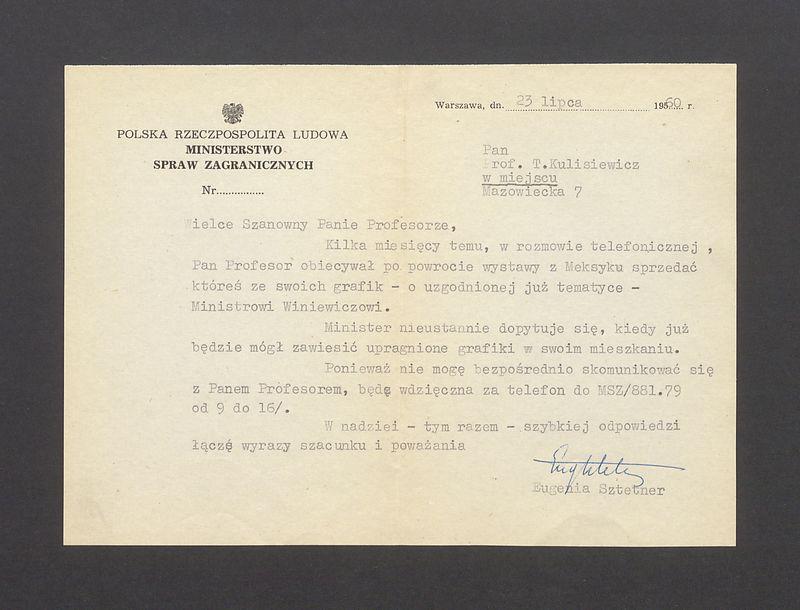 POLSKA RZECZPOSPOLITA LUDOWA
MINISTERSTWO
SPRAW ZAGRANICZNYCH
Nr................
Warszawa, dn. 23 lipca 1960 r.
Pan
Prof. T.Kulisiewicz
w miejscu
Mazowiecka 7
Wielce Szanowny Panie Profesorze,
Kilka miesięcy temu, w rozmowie telefonicznej ,
Pan Profesor obiecywał po powrocie wystawy z Meksyku sprzedać
któreś ze swoich grafik - o uzgodnionej już tematyce -
Ministrowi Winiewiczowi.
Minister nieustannie dopytuje się, kiedy już
będzie mógł zawiesić upragnione grafiki w swoim mieszkaniu.
Ponieważ nie mogę bezpośrednio skomunikować się
z Panem Profesorem, będę wdzięczna za telefon do MSZ/881.79
od 9 do 16/.
W nadziei - tym razem - szybkiej odpowiedzi
łączę wyrazy szacunku i poważania
Eugenia Sztetner